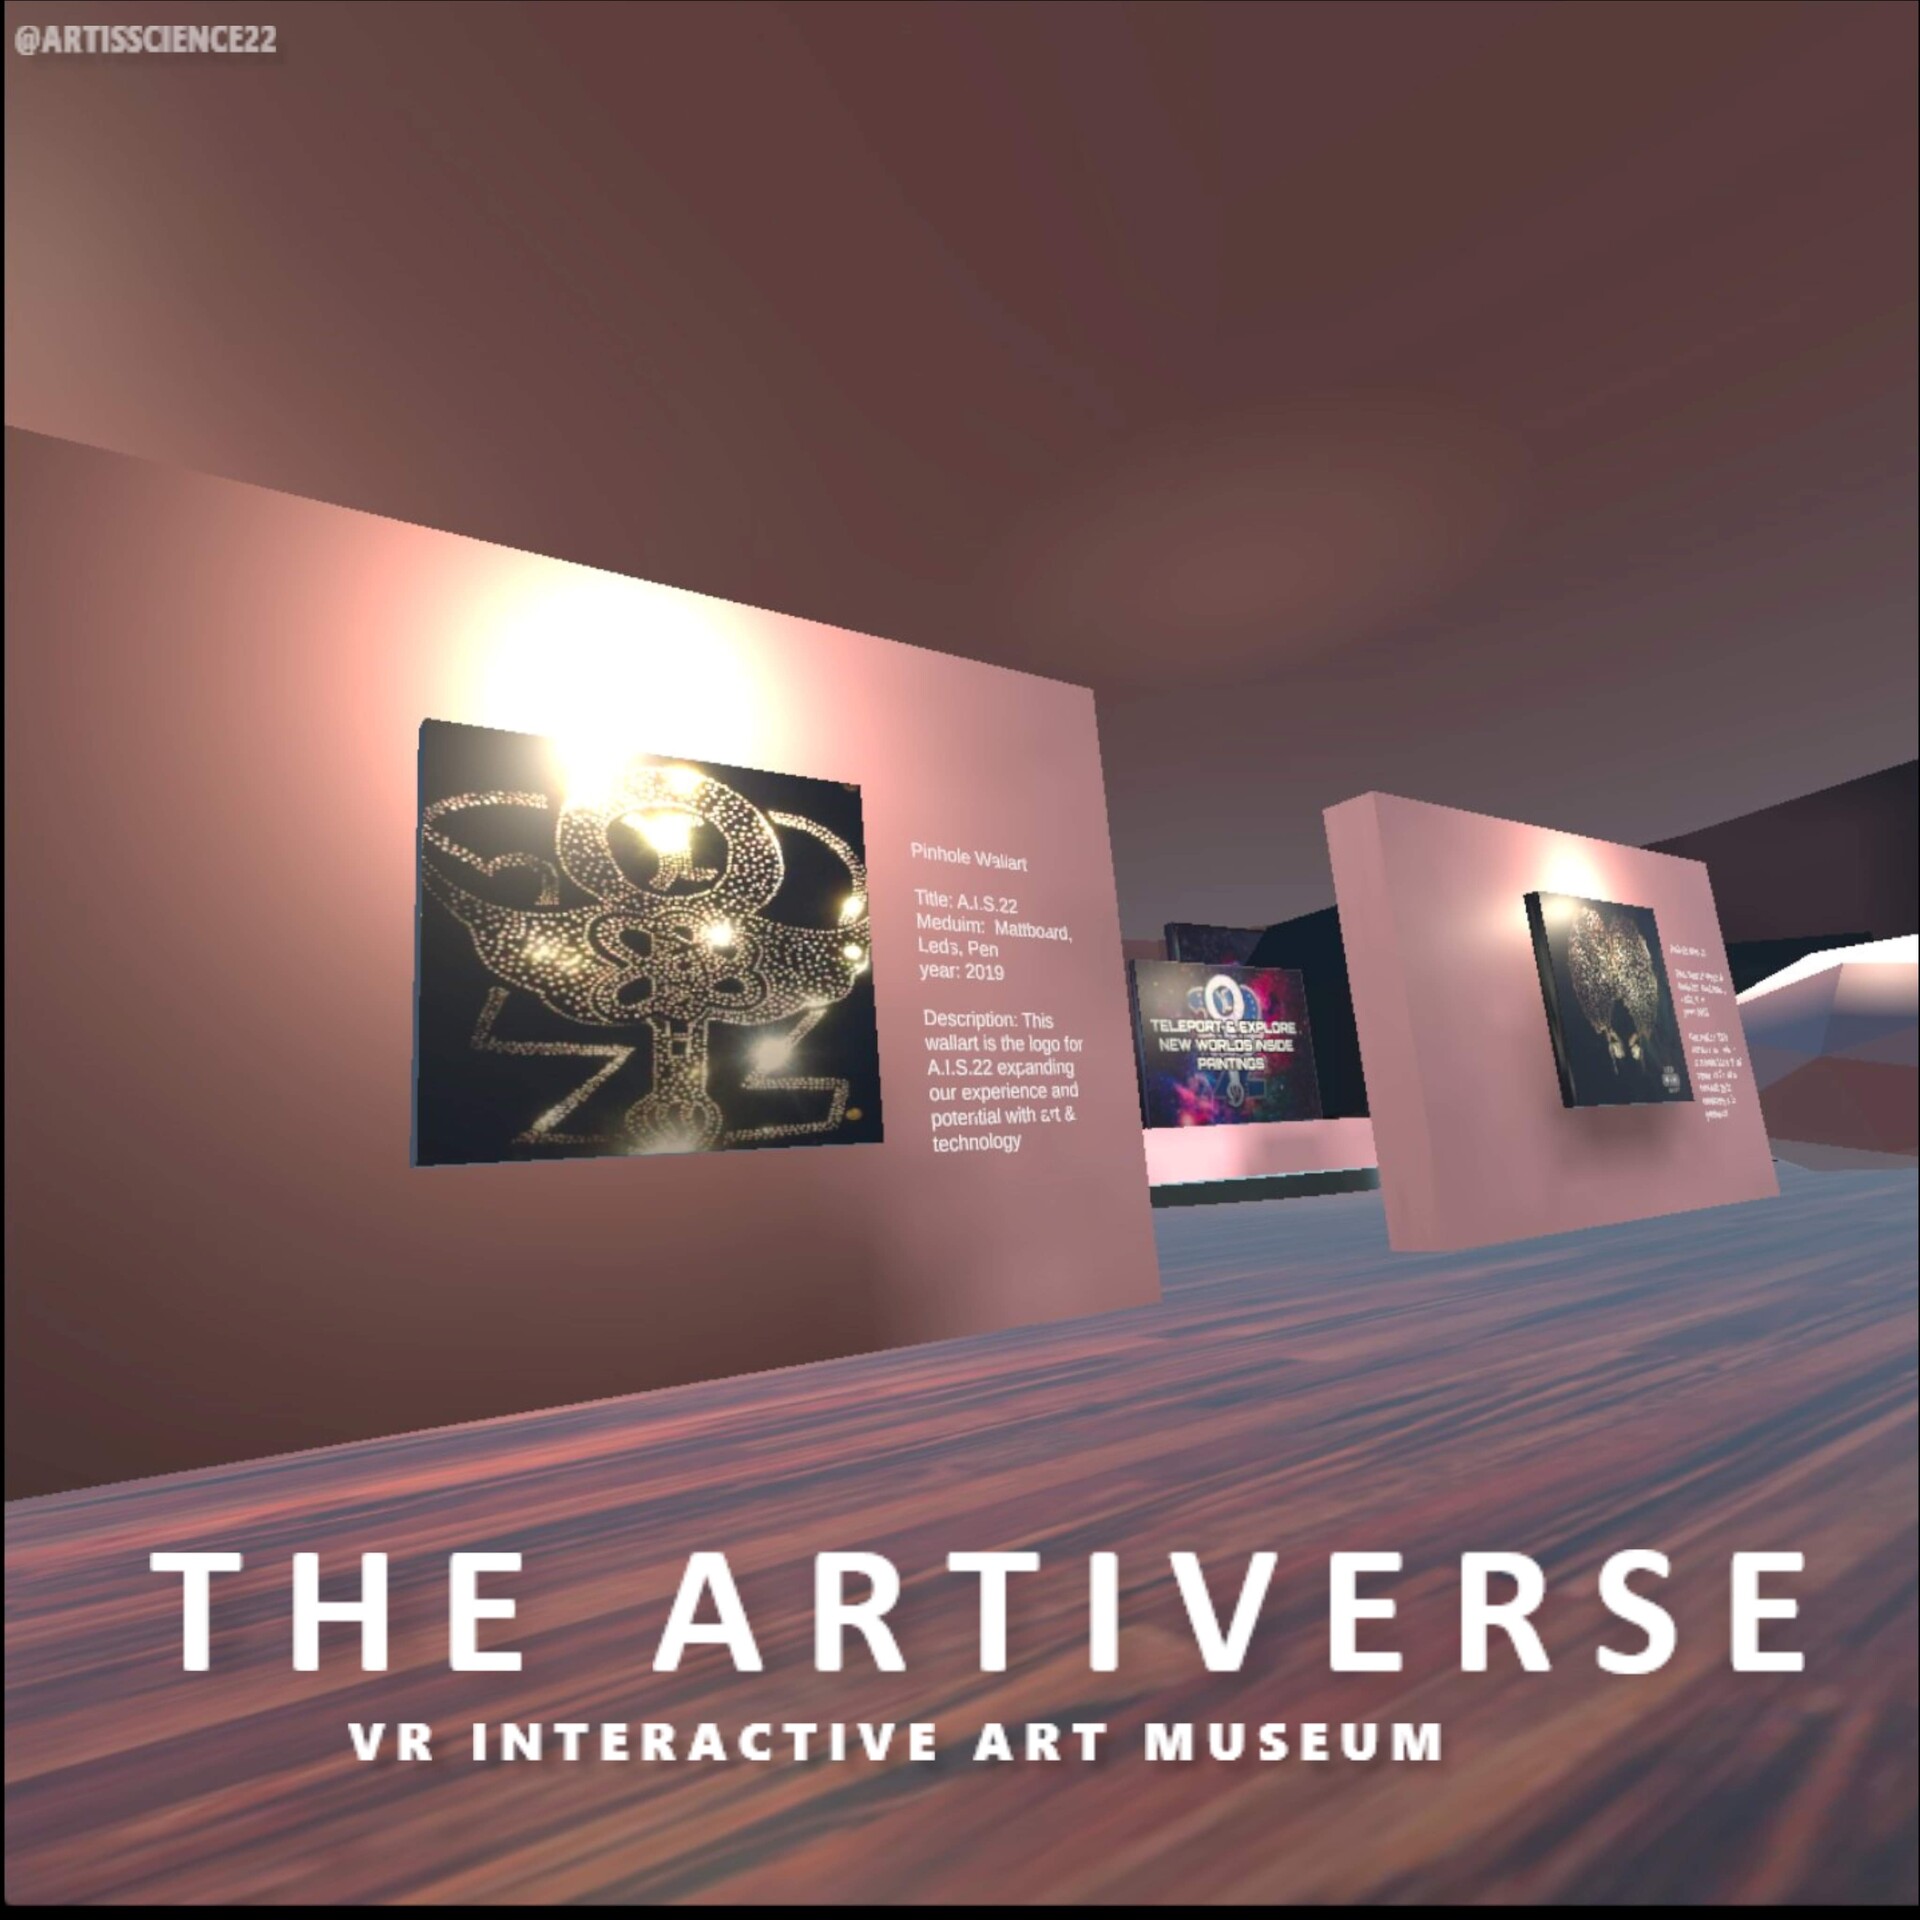 @ARTISSCIENCE22
Pinhole Wallart
Title: A.I.S.22
Meduim: Mattboard,
Leds, Pen
year: 2019
Description: This
wallart is the logo for
A.I.S.22 expanding
our experience and
potential with art &
technology
TELEPORT & EXPLORE
NEW WORLDS INSIDE
PAINTINGS
THE ARTIVERSE
VR INTERACTIVE ART MUSEUM